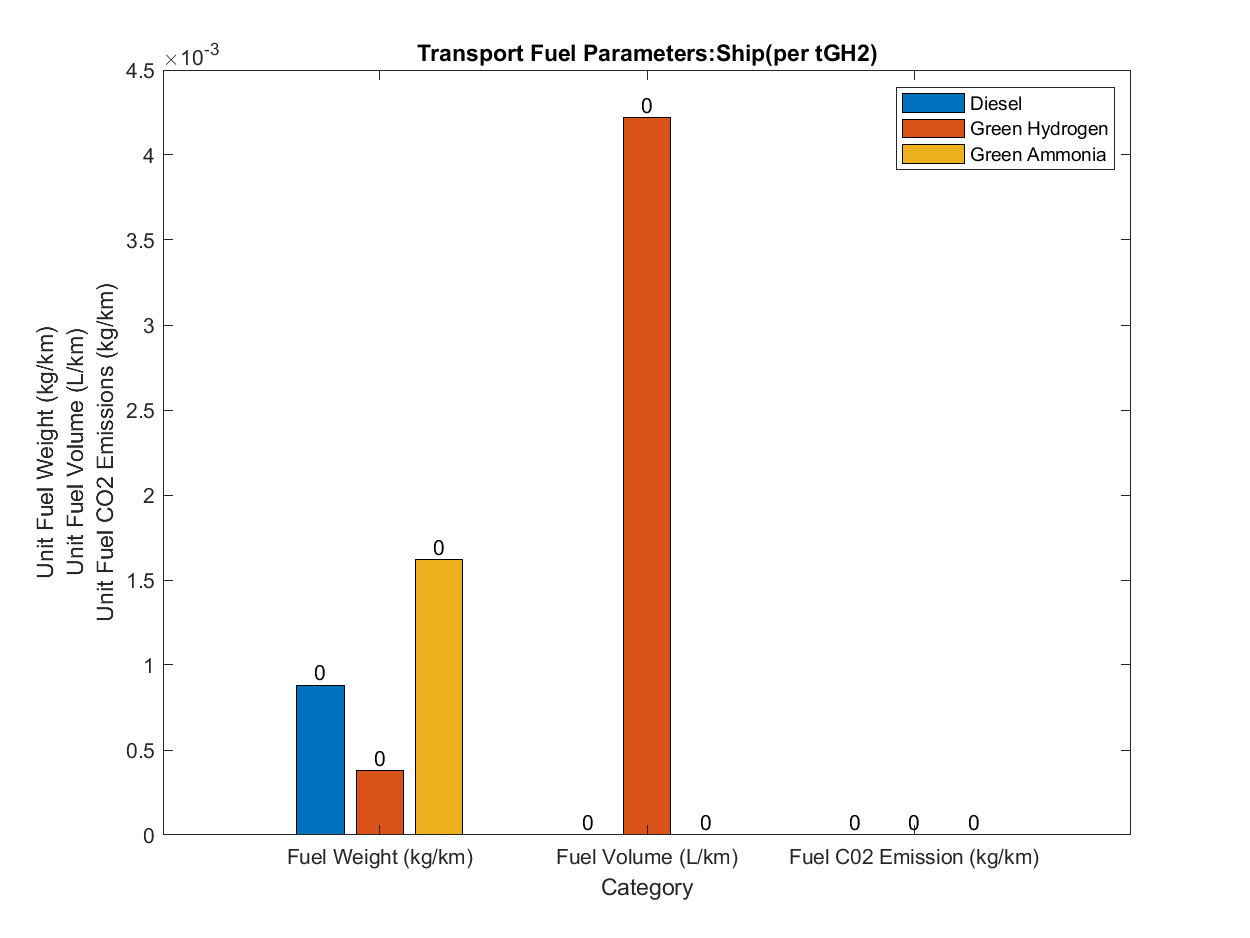 Transport Fuel Parameters:Ship(per tGH2)
×10-3
4.5
4
3.5
3
2.5
2
1.5
1
0.5
0
Unit Fuel Weight (kg/km)
Unit Fuel Volume (L/km)
Unit Fuel CO2 Emissions (kg/km)
Diesel
Green Hydrogen
Green Ammonia
0
0
0
0
0
0
0
0
0
Fuel Weight (kg/km)
Fuel Volume (L/km)
Fuel C02 Emission (kg/km)
Category